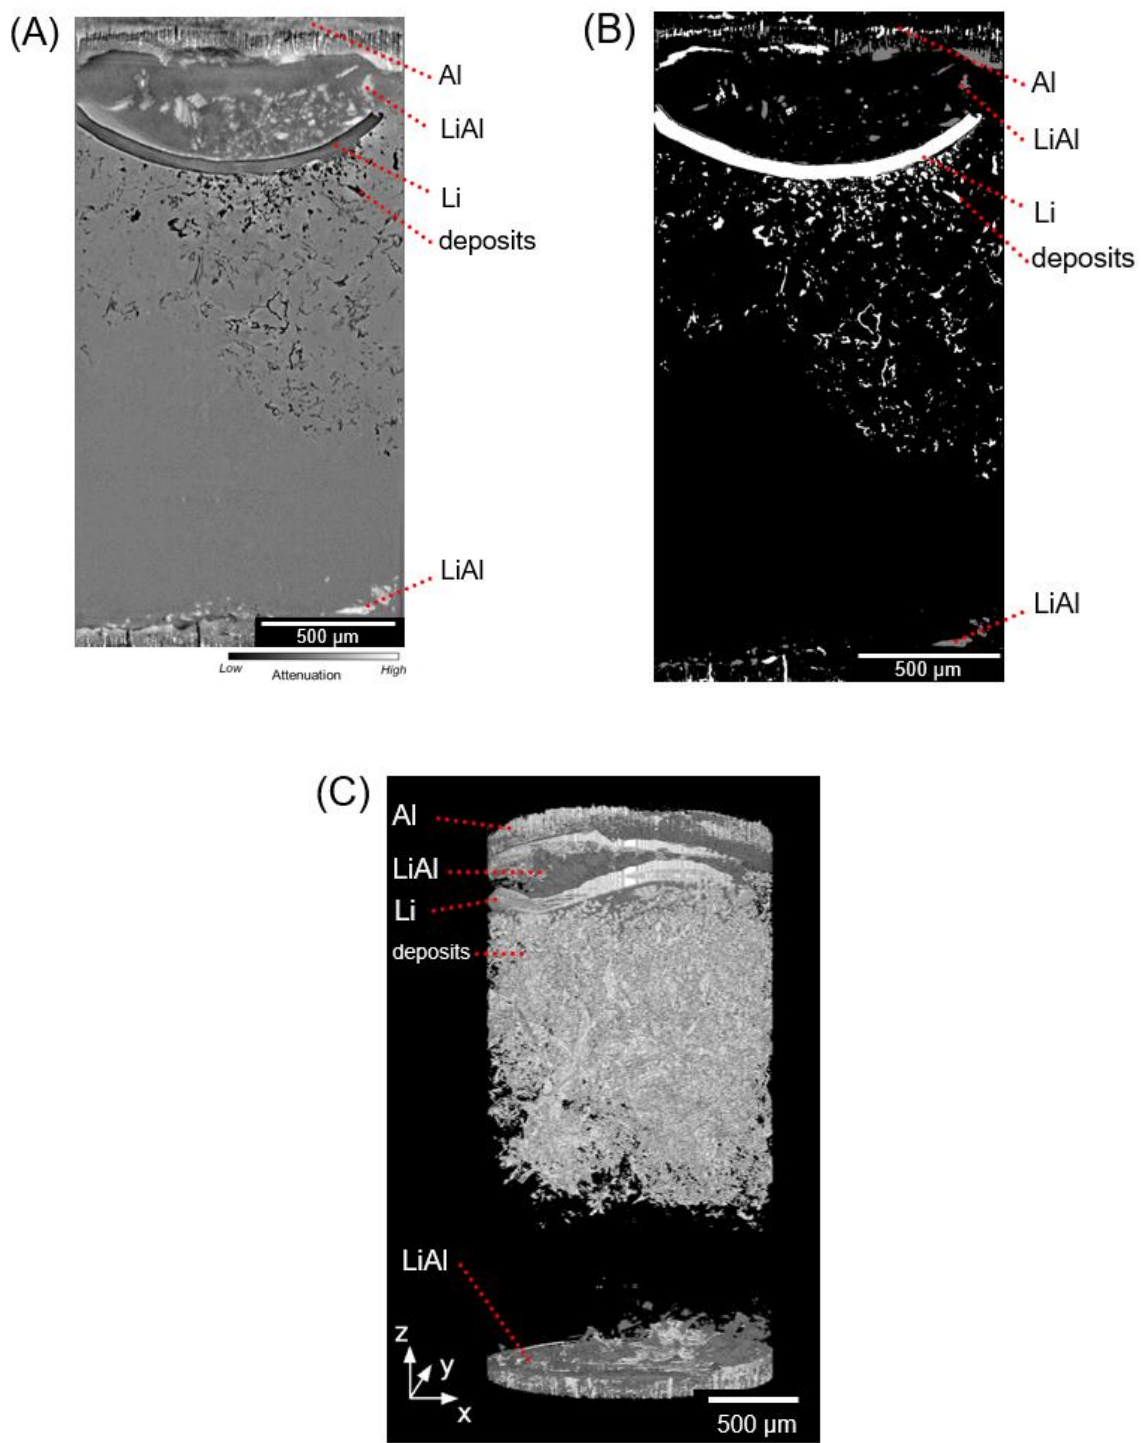 (A)
Al
LiAl
Li
deposits
LiAl
500 µm
Low
High
Attenuation
(B)
Al
LiAl
Li
deposits
LiAl
500 µm
(C)
Al
LiAl
Li
deposits
LiAl
z
y
x
500 µm